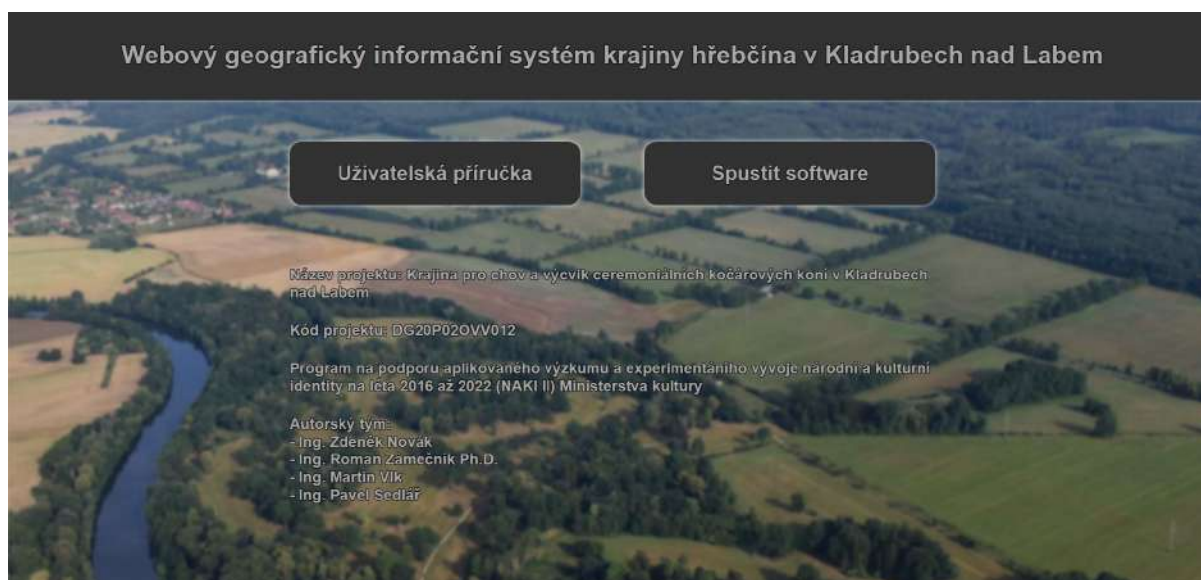 Webový geografický informační systém krajiny hřebčína v Kladrubech nad Labem
Uživatelská příručka
Spustit software
Název projektu: Krajina pro chov a výcvik ceremoniálních kočárových koní v Kladrubech
nad Labem
Kód projektu: DG20P02OVV012
Program na podporu aplikovaného výzkumu a experimentáního vývoje národní a kulturní
identity na léta 2016 až 2022 (NAKI II) Ministerstva kultury
Autorský tým:
- Ing. Zdeněk Novák
- Ing. Roman Zámečník Ph.D.
- Ing. Martin Vlk
- Ing. Pavel Sedlář